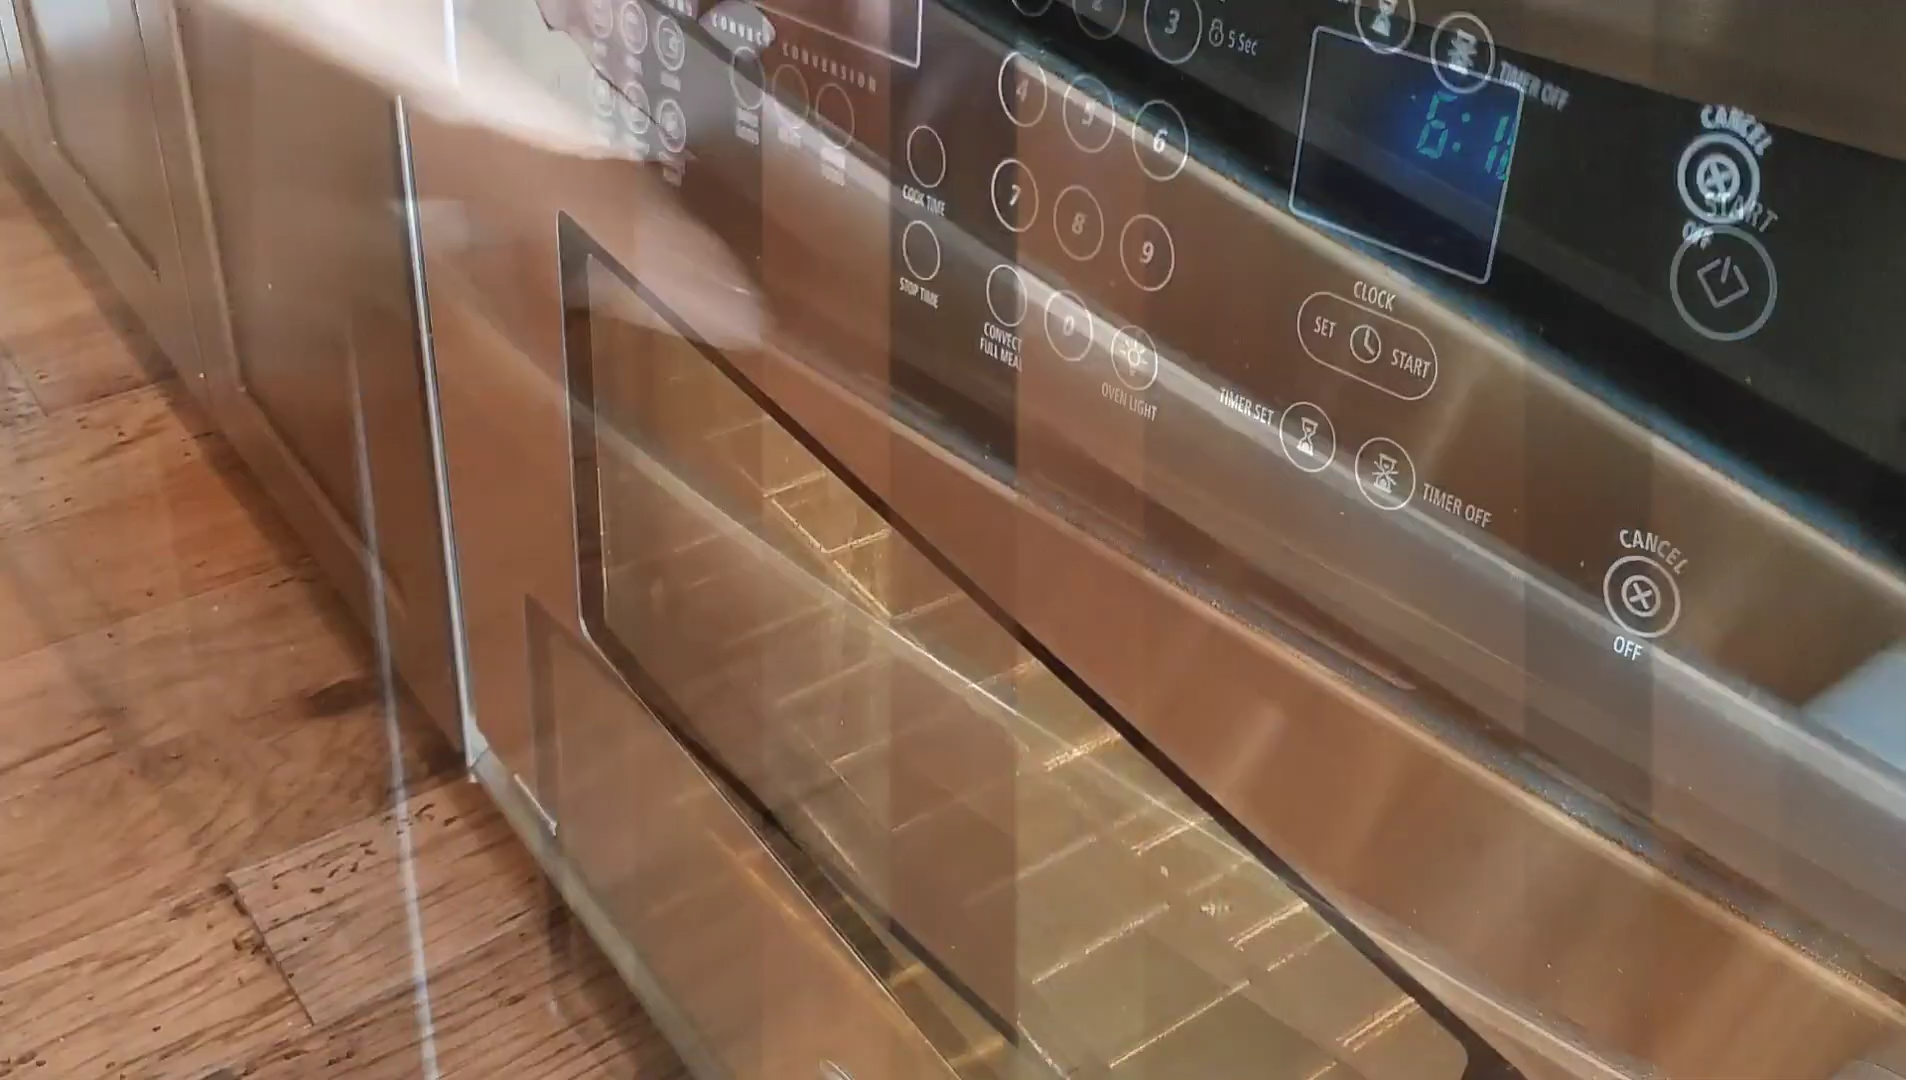 CONVECT
CONVERSION
3
5 Sec
4
5
6
TIMER OFF
6:1
CANCEL
START
OFF
COOK TIME
7
8
9
STOP TIME
CONVECT
FULL MEAL
0
OVEN LIGHT
CLOCK
SET
START
TIMER SET
TIMER OFF
CANCEL
OFF